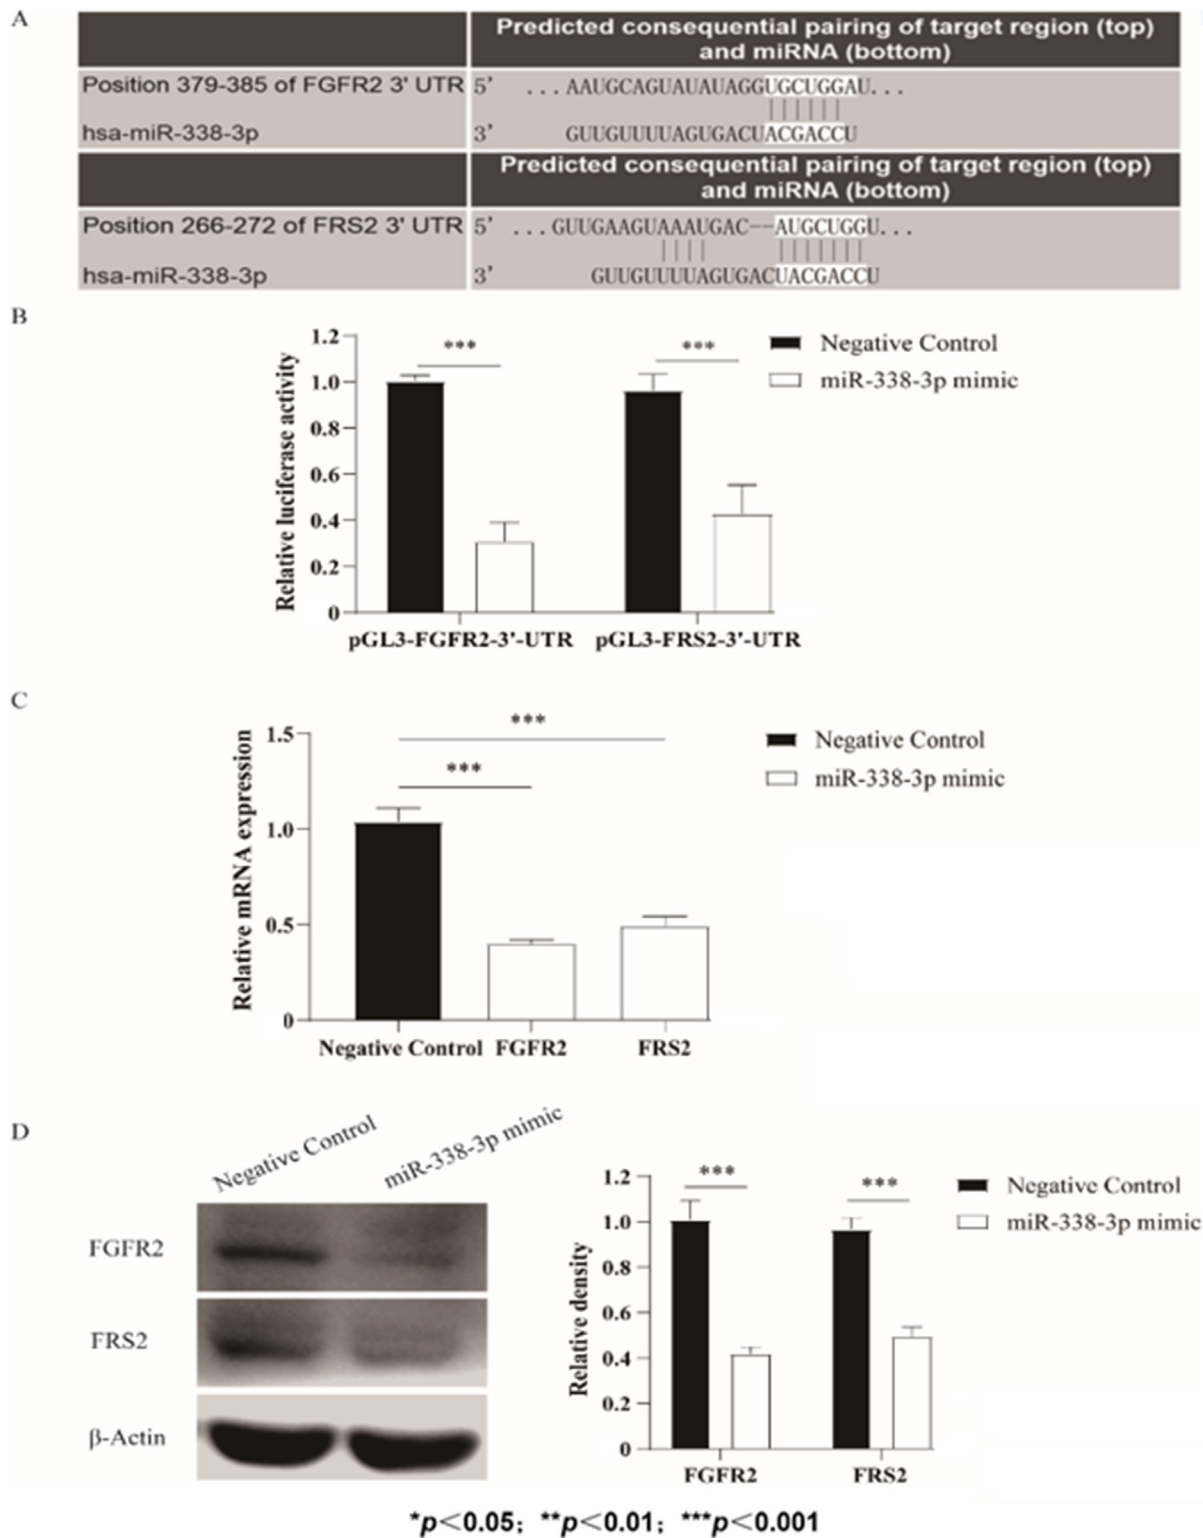 A
Predicted consequential pairing of target region (top)
and miRNA (bottom)
Position 379-385 of FGFR2 3' UTR 5' ...AAUGCAGUAUAUAGGUGCUGGAU...
hsa-miR-338-3p 3' GUUGUUUUAGUGACUACGACCU
Predicted consequential pairing of target region (top)
and miRNA (bottom)
Position 266-272 of FRS2 3' UTR 5' ...GUUGAAGUAAAUGAC--AUGCUGGU...
hsa-miR-338-3p 3' GUUGUUUUAGUGACUACGACCU
B
Relative luciferase activity
1.2
1.0
0.8
0.6
0.4
0.2
0
***
***
Negative Control
miR-338-3p mimic
pGL3-FGFR2-3'-UTR pGL3-FRS2-3'-UTR
C
Relative mRNA expression
1.5
1.0
0.5
0
***
***
Negative Control
miR-338-3p mimic
Negative Control FGFR2 FRS2
D
Negative Control
miR-338-3p mimic
FGFR2
FRS2
β-Actin
Relative density
1.2
1.0
0.8
0.6
0.4
0.2
0
***
***
Negative Control
miR-338-3p mimic
FGFR2 FRS2
*p<0.05; **p<0.01; ***p<0.001